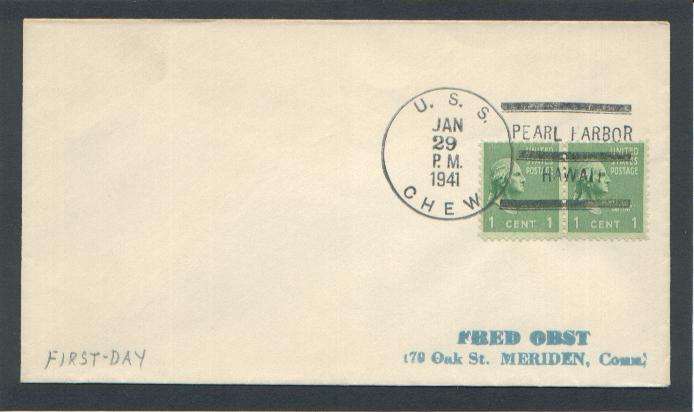 U. S. S.
JAN
29
P. M.
1941
CHEW
PEARL HARBOR
HAWAII
UNITED
STATES
POSTAGE
1 CENT 1
UNITED
STATES
POSTAGE
1 CENT 1
FRED OBST
179 Oak St. MERIDEN, Conn.
FIRST-DAY